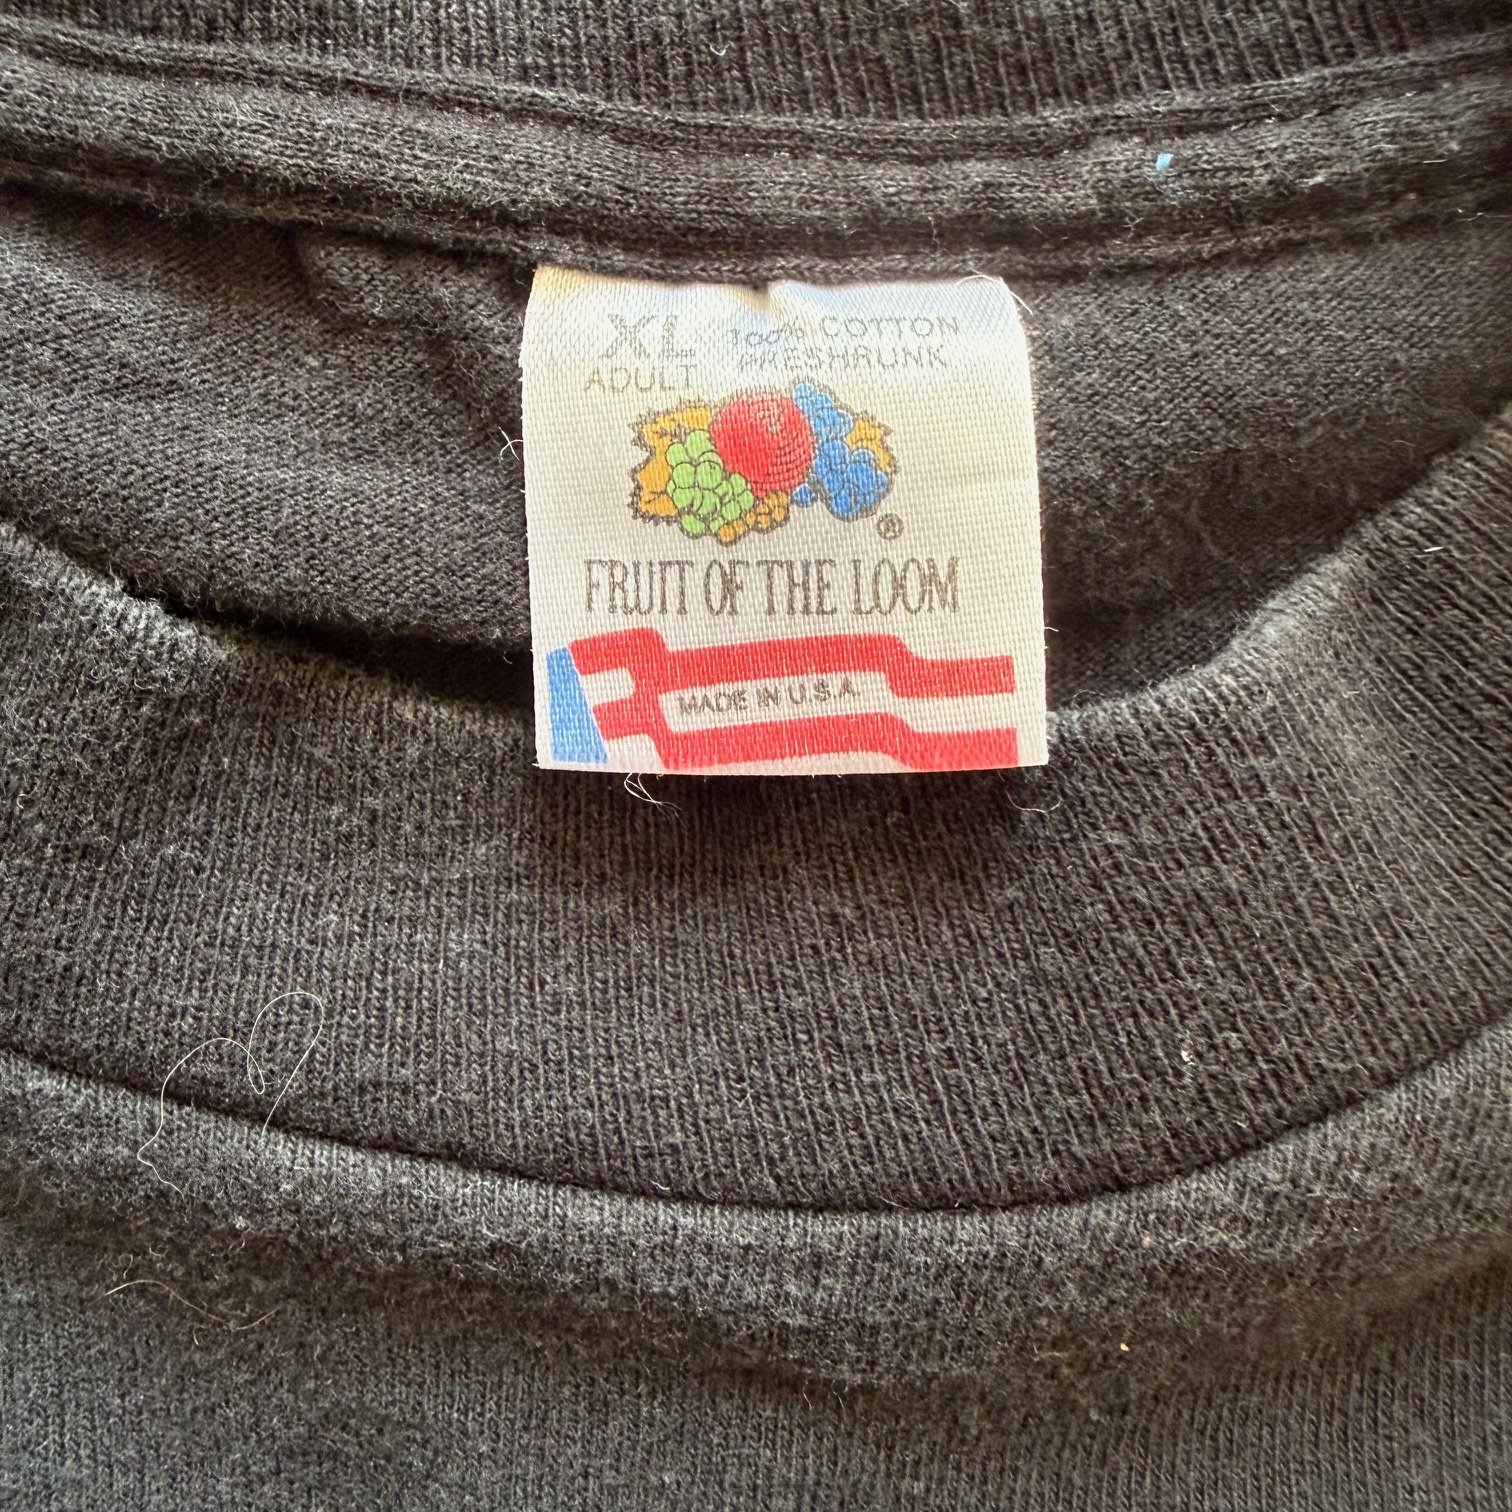 XL 100% COTTON
ADULT PRESHRUNK
®
FRUIT OF THE LOOM
MADE IN U.S.A.